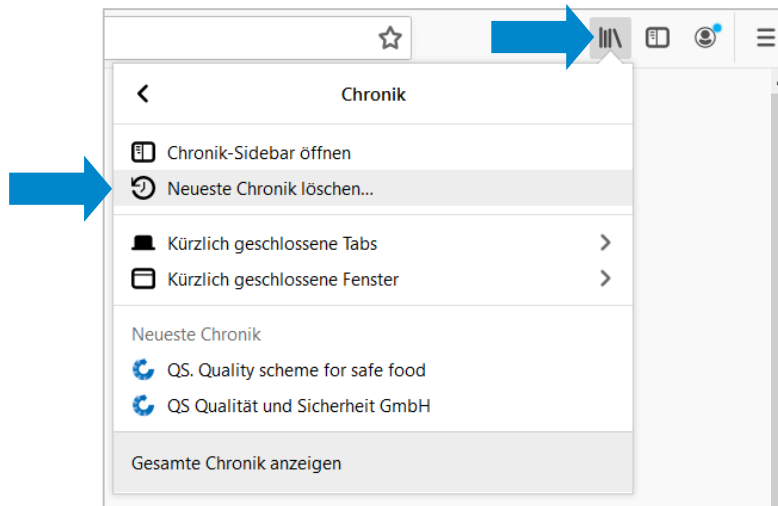 Chronik
Chronik-Sidebar öffnen
Neueste Chronik löschen...
Kürzlich geschlossene Tabs
Kürzlich geschlossene Fenster
Neueste Chronik
QS. Quality scheme for safe food
QS Qualität und Sicherheit GmbH
Gesamte Chronik anzeigen